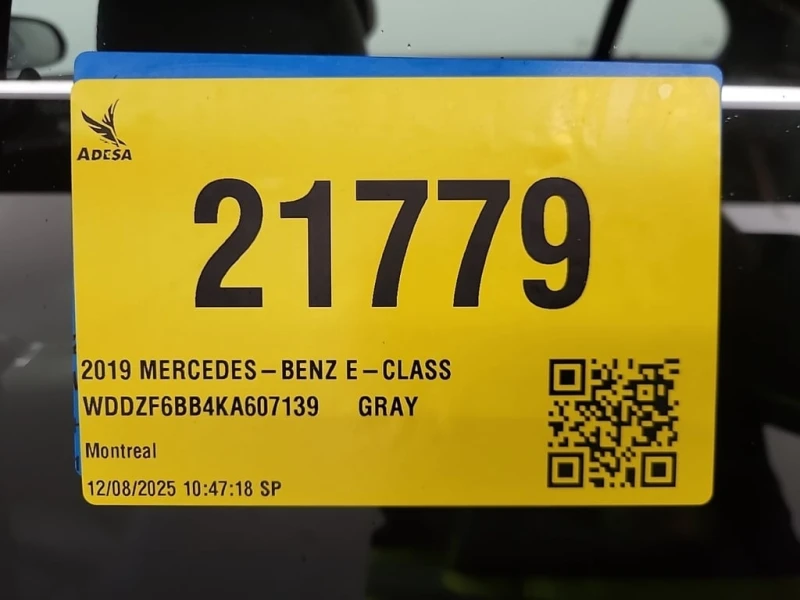 ADESA
21779
2019 MERCEDES-BENZ E-CLASS
WDDZF6BB4KA607139 GRAY
Montreal
12/08/2025 10:47:18 SP